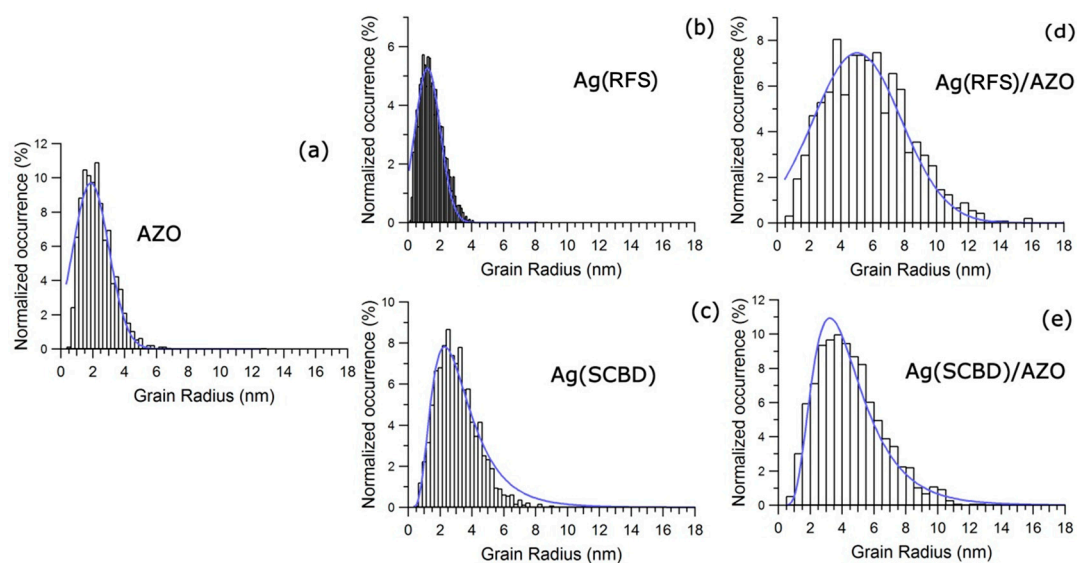 (a)
AZO
Normalized occurrence (%)
12
10
8
6
4
2
0
0 2 4 6 8 10 12 14 16 18
Grain Radius (nm)
(b)
Ag(RFS)
Normalized occurrence (%)
6
4
2
0
0 2 4 6 8 10 12 14 16 18
Grain Radius (nm)
(c)
Ag(SCBD)
Normalized occurrence (%)
10
8
6
4
2
0
0 2 4 6 8 10 12 14 16 18
Grain Radius (nm)
(d)
Ag(RFS)/AZO
Normalized occurrence (%)
8
6
4
2
0
0 2 4 6 8 10 12 14 16 18
Grain Radius (nm)
(e)
Ag(SCBD)/AZO
Normalized occurrence (%)
12
10
8
6
4
2
0
0 2 4 6 8 10 12 14 16 18
Grain Radius (nm)